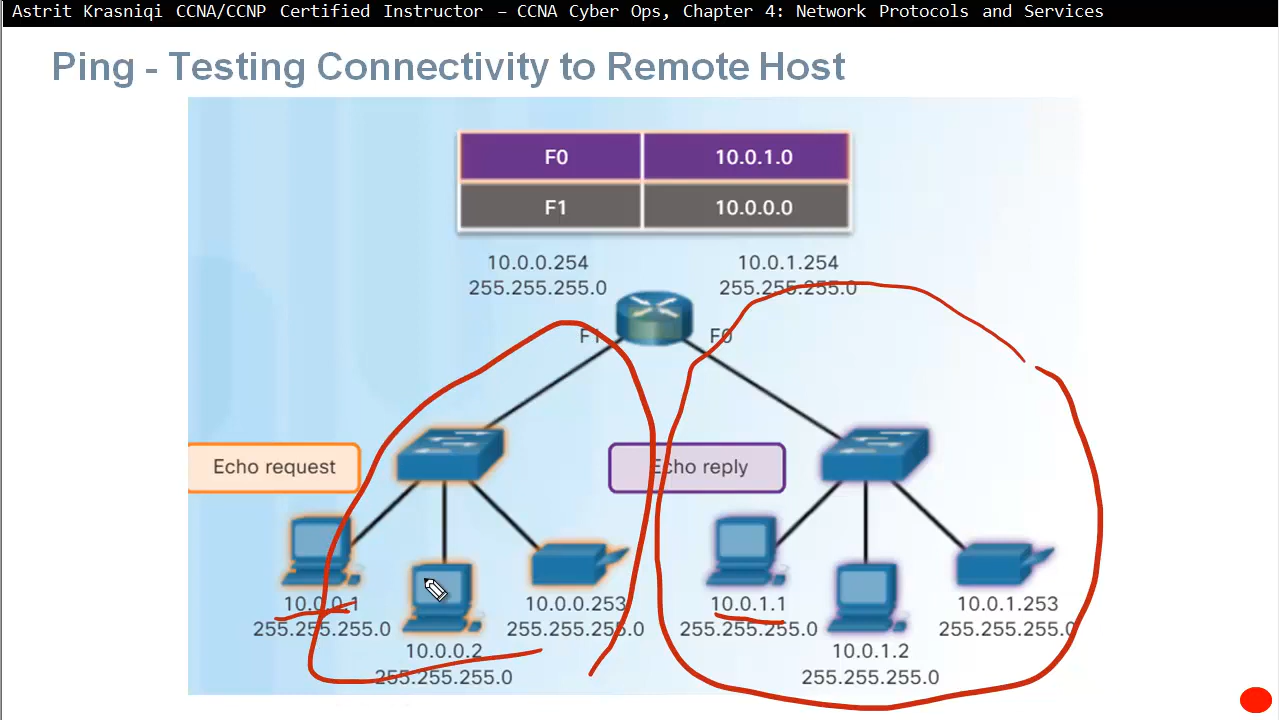 Astrit Krasniqi CCNA/CCNP Certified Instructor – CCNA Cyber Ops, Chapter 4: Network Protocols and Services
Ping - Testing Connectivity to Remote Host
F0 10.0.1.0
F1 10.0.0.0
10.0.0.254 10.0.1.254
255.255.255.0 255.255.255.0
F1 F0
Echo request Echo reply
10.0.0.1 10.0.0.253 10.0.1.1 10.0.1.253
255.255.255.0 255.255.255.0 255.255.255.0 255.255.255.0
10.0.0.2 10.0.1.2
255.255.255.0 255.255.255.0